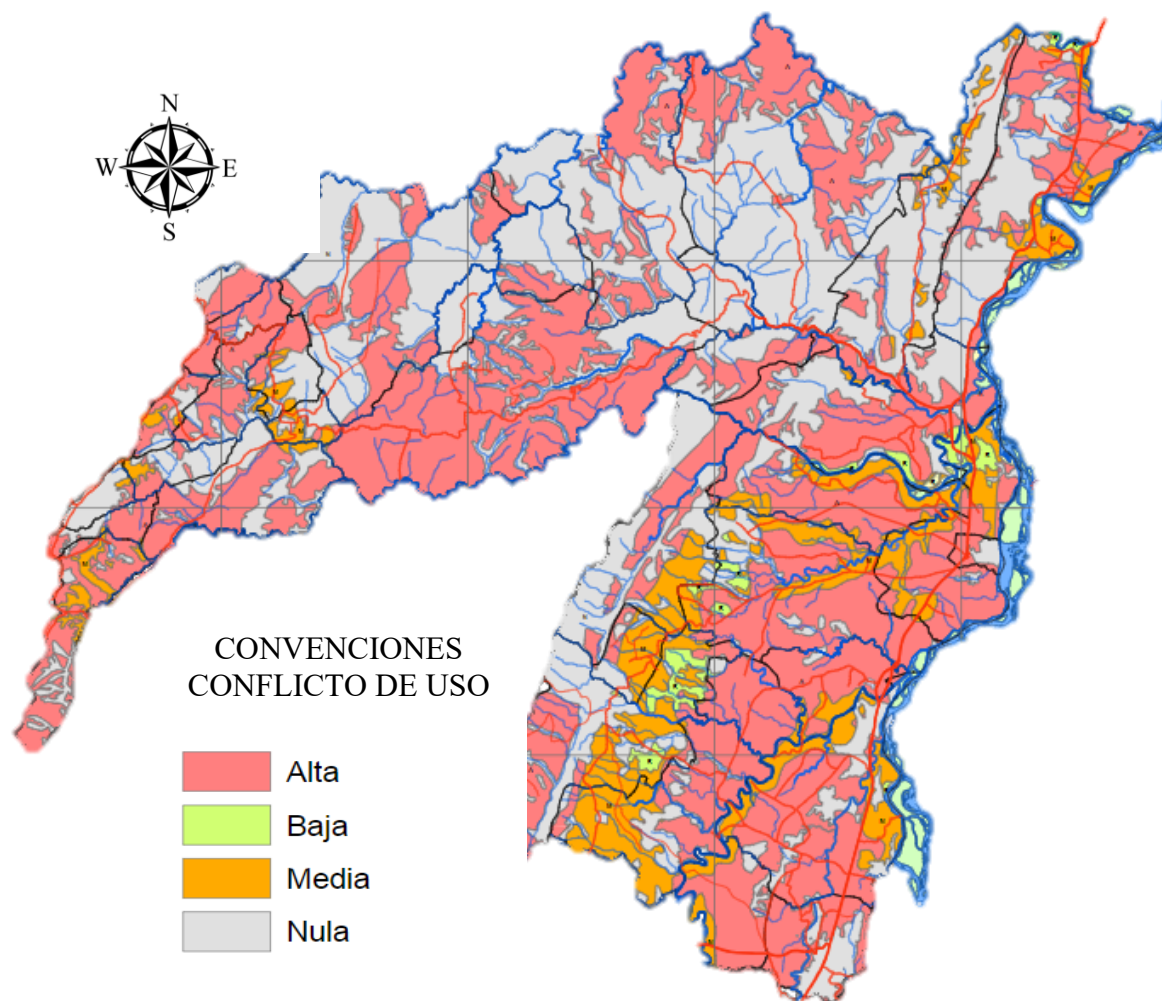 N
W E
S
CONVENCIONES
CONFLICTO DE USO
Alta
Baja
Media
Nula